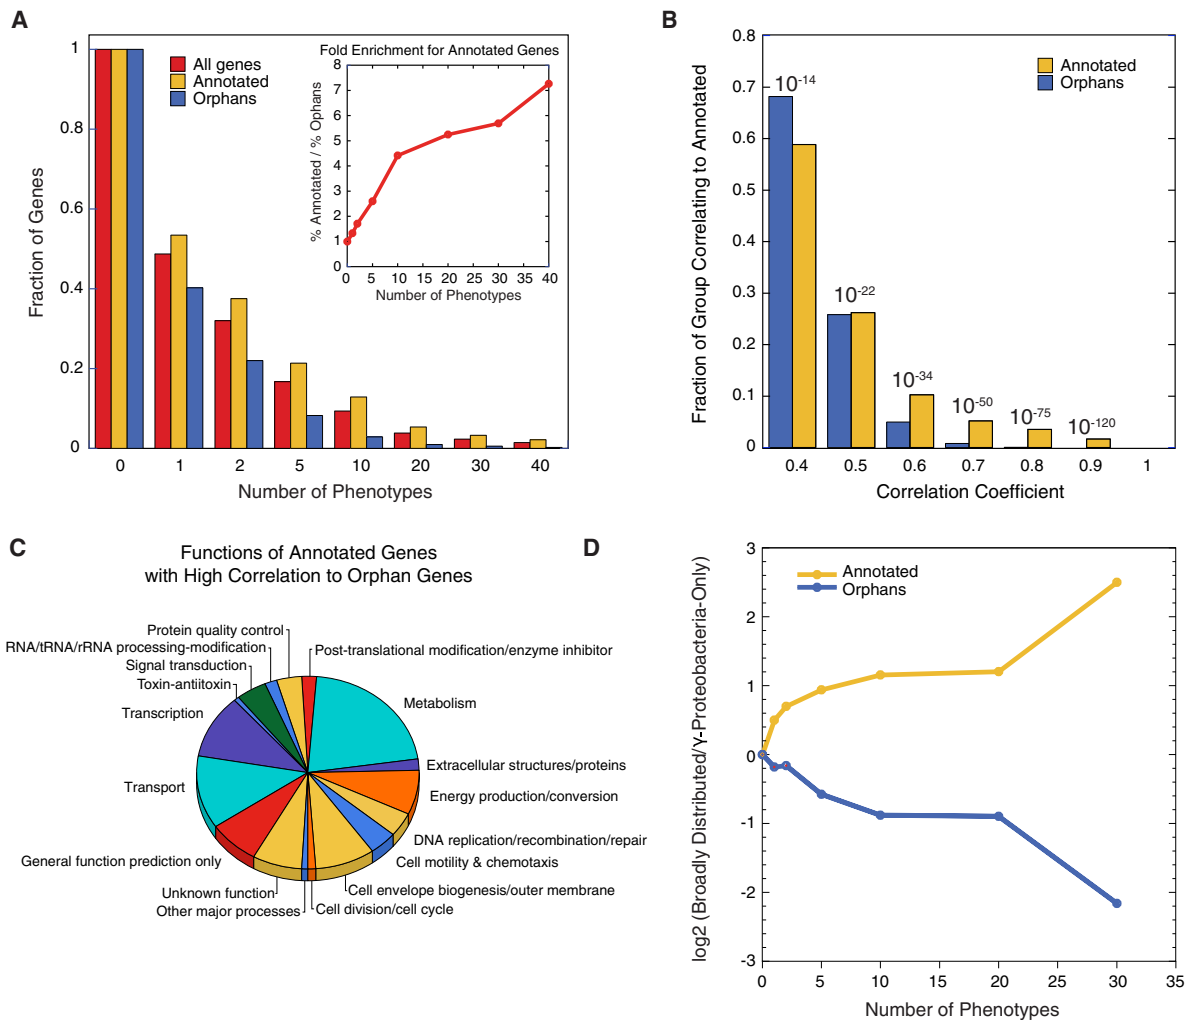 A
1
0.8
0.6
0.4
0.2
0
Fraction of Genes
All genes
Annotated
Orphans
0 1 2 5 10 20 30 40
Number of Phenotypes
Fold Enrichment for Annotated Genes
8
7
6
5
4
3
2
1
0
% Annotated / % Ophans
0 5 10 15 20 25 30 35 40
Number of Phenotypes
B
0.8
0.7
0.6
0.5
0.4
0.3
0.2
0.1
0
Fraction of Group Correlating to Annotated
Annotated
Orphans
10-14
10-22
10-34
10-50
10-75
10-120
0.4 0.5 0.6 0.7 0.8 0.9 1
Correlation Coefficient
C
Functions of Annotated Genes
with High Correlation to Orphan Genes
Protein quality control
RNA/tRNA/rRNA processing-modification
Signal transduction
Toxin-antiitoxin
Transcription
Transport
General function prediction only
Unknown function
Other major processes
Post-translational modification/enzyme inhibitor
Metabolism
Extracellular structures/proteins
Energy production/conversion
DNA replication/recombination/repair
Cell motility & chemotaxis
Cell envelope biogenesis/outer membrane
Cell division/cell cycle
D
3
2
1
0
-1
-2
-3
log2 (Broadly Distributed/γ-Proteobacteria-Only)
Annotated
Orphans
0 5 10 15 20 25 30 35
Number of Phenotypes